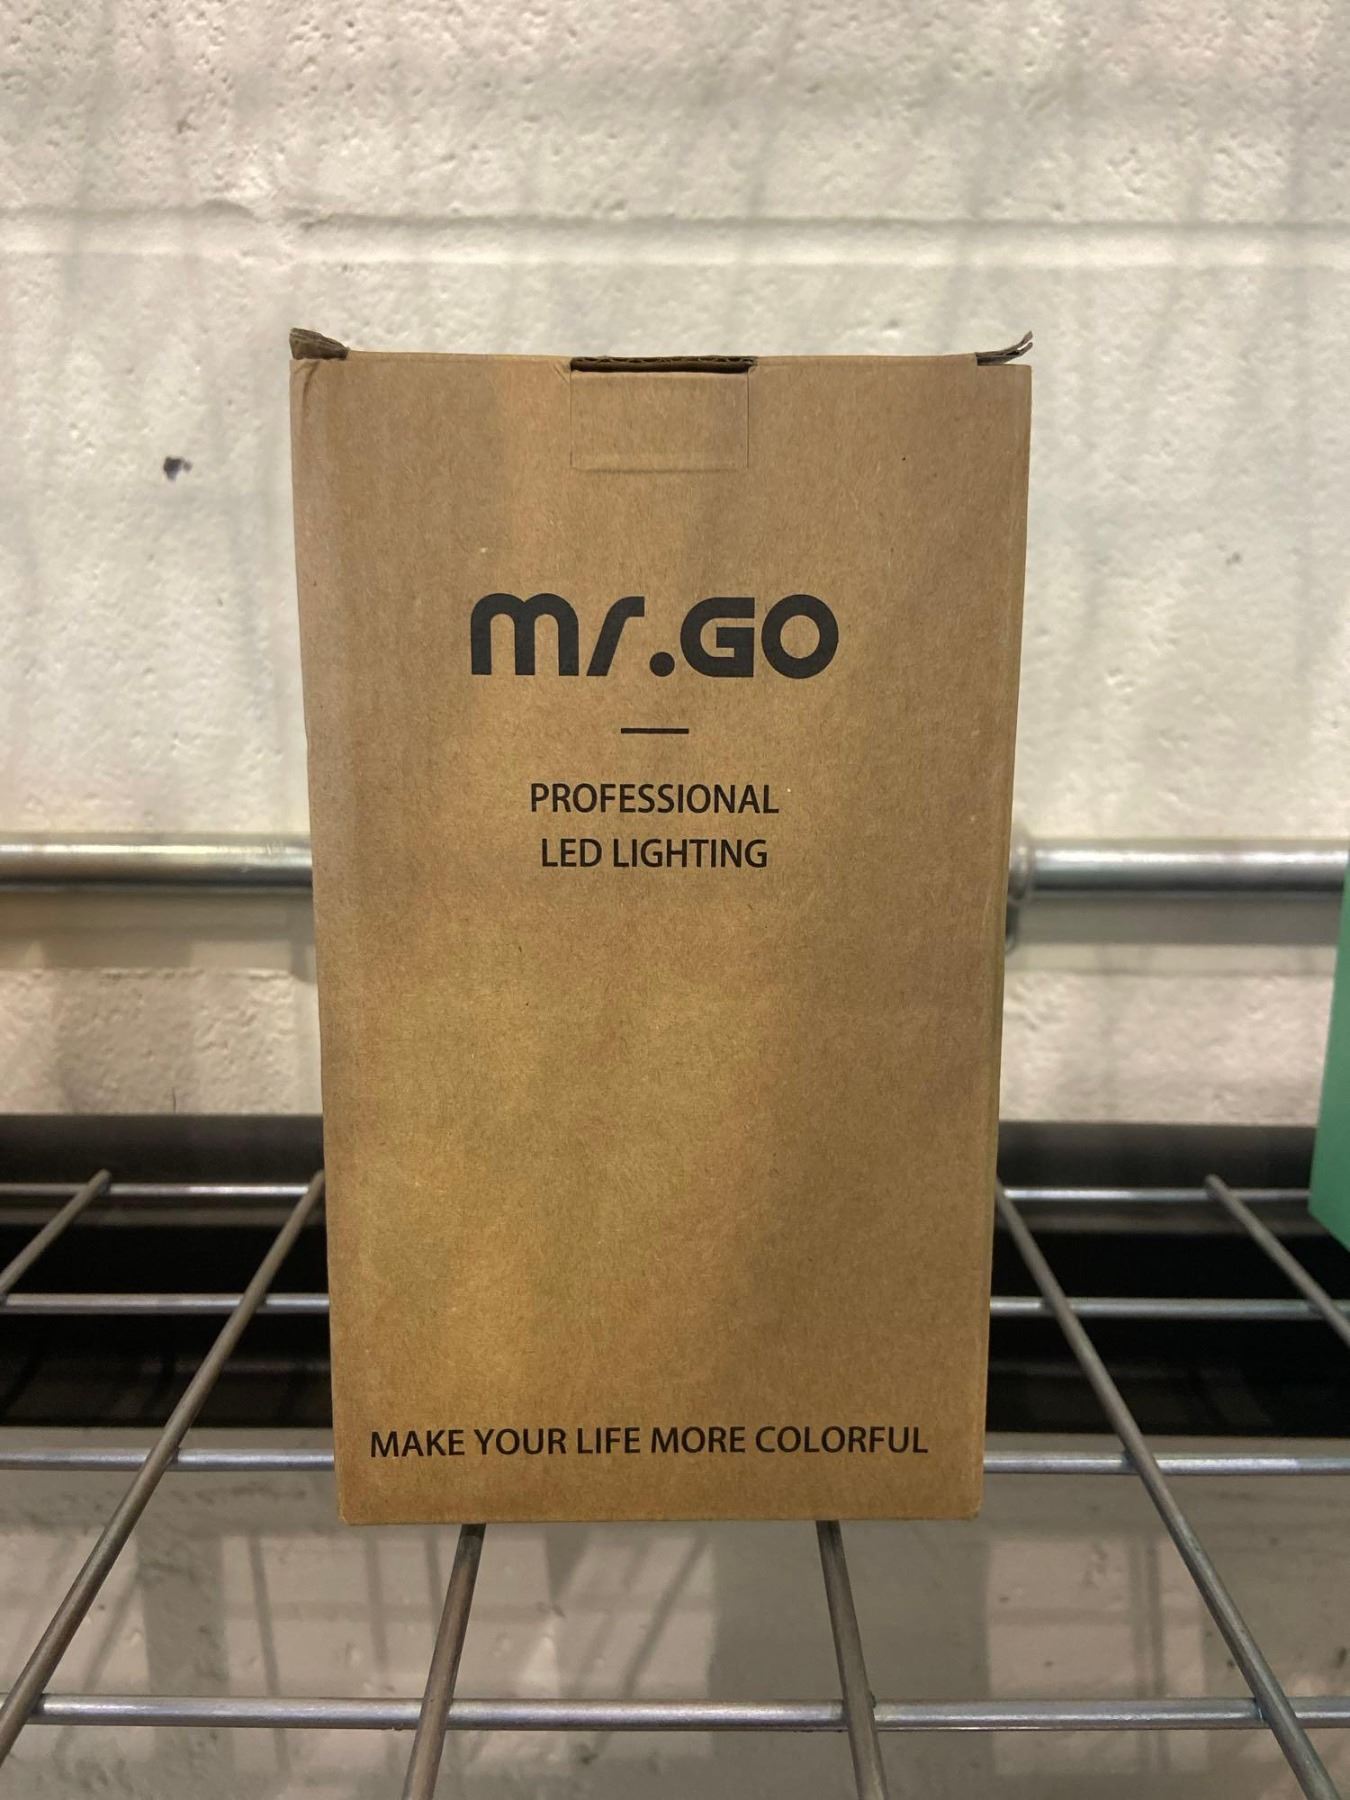 mr.GO
PROFESSIONAL
LED LIGHTING
MAKE YOUR LIFE MORE COLORFUL